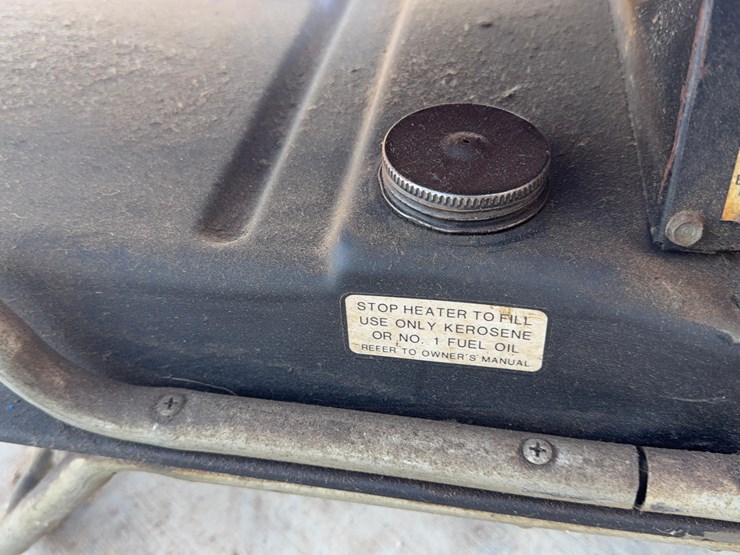 STOP HEATER TO FILL
USE ONLY KEROSENE
OR NO. 1 FUEL OIL
REFER TO OWNER'S MANUAL